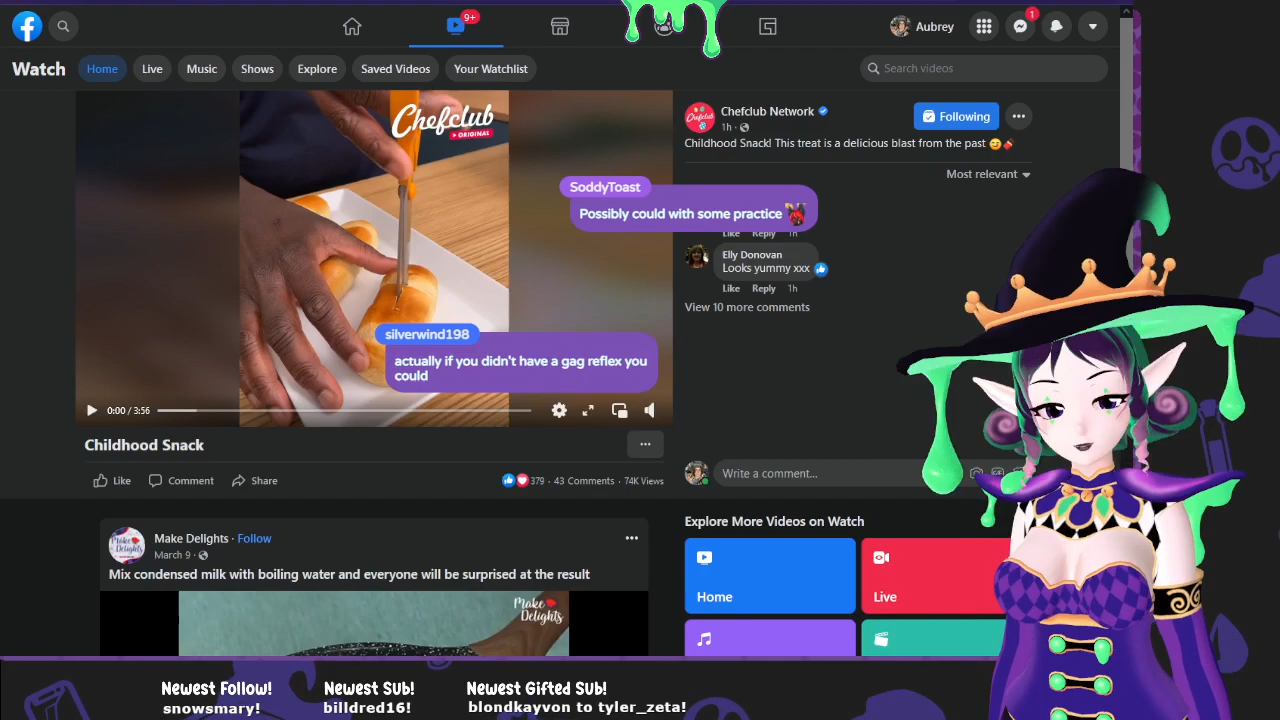 9+
Aubrey
1
Watch
Home
Live
Music
Shows
Explore
Saved Videos
Your Watchlist
Search videos
Chefclub
ORIGINAL
Chefclub Network
Following
1h ·
Childhood Snack! This treat is a delicious blast from the past 😏🍫
Most relevant
SoddyToast
Possibly could with some practice
Like Reply 1h
Elly Donovan
Looks yummy xxx
Like Reply 1h
View 10 more comments
silverwind198
actually if you didn't have a gag reflex you
could
0:00 / 3:56
Childhood Snack
Like
Comment
Share
379 · 43 Comments · 74K Views
Write a comment...
Make Delights · Follow
March 9 ·
Mix condensed milk with boiling water and everyone will be surprised at the result
Make
Delights
Explore More Videos on Watch
Home
Live
Newest Follow!
snowsmary!
Newest Sub!
billdred16!
Newest Gifted Sub!
blondkayvon to tyler_zeta!